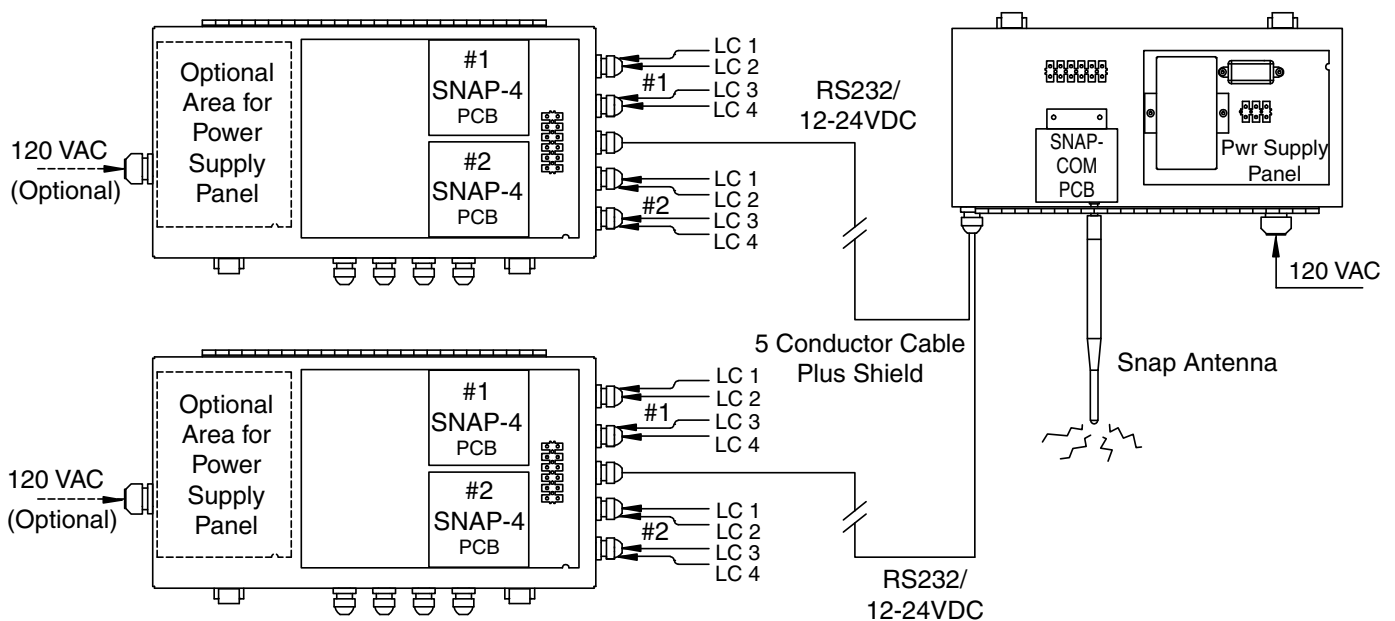 Optional
Area for
Power
Supply
Panel
120 VAC
(Optional)
#1
SNAP-4
PCB
#2
SNAP-4
PCB
LC 1
LC 2
#1
LC 3
LC 4
LC 1
LC 2
#2
LC 3
LC 4
RS232/
12-24VDC
SNAP-
COM
PCB
Pwr Supply
Panel
120 VAC
5 Conductor Cable
Plus Shield
Snap Antenna
Optional
Area for
Power
Supply
Panel
120 VAC
(Optional)
#1
SNAP-4
PCB
#2
SNAP-4
PCB
LC 1
LC 2
#1
LC 3
LC 4
LC 1
LC 2
#2
LC 3
LC 4
RS232/
12-24VDC